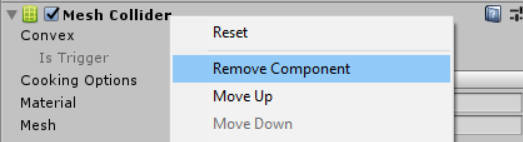 Mesh Collider
Convex
Is Trigger
Cooking Options
Material
Mesh
Reset
Remove Component
Move Up
Move Down